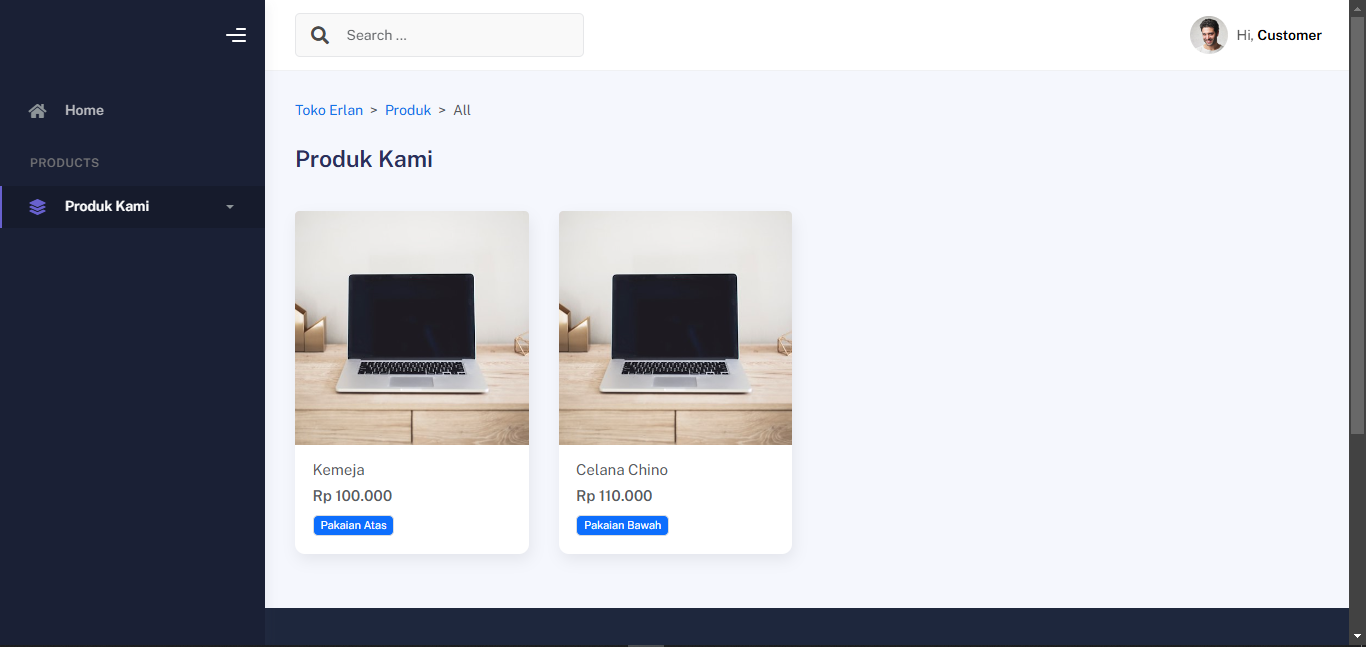 Search ...
Hi, Customer
Home
PRODUCTS
Produk Kami
Toko Erlan > Produk > All
Produk Kami
Kemeja
Rp 100.000
Pakaian Atas
Celana Chino
Rp 110.000
Pakaian Bawah